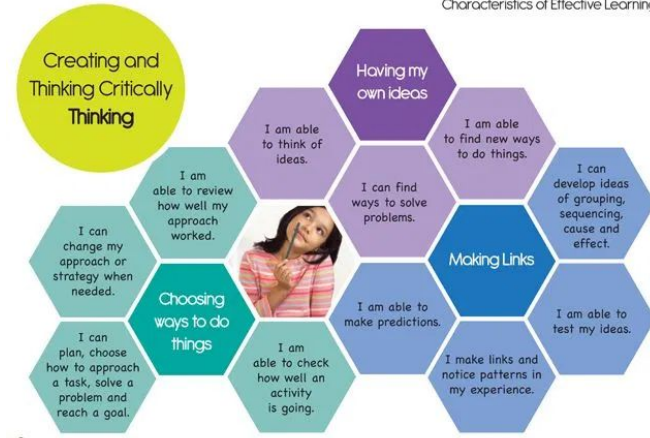 Characteristics of Effective Learning
Creating and
Thinking Critically
Thinking
Having my
own ideas
I am able
to think of
ideas.
I am able
to find new ways
to do things.
I can find
ways to solve
problems.
I am
able to review
how well my
approach
worked.
I can
change my
approach or
strategy when
needed.
Choosing
ways to do
things
I can
plan, choose
how to approach
a task, solve a
problem and
reach a goal.
I am
able to check
how well an
activity
is going.
I can
develop ideas
of grouping,
sequencing,
cause and
effect.
Making Links
I am able to
make predictions.
I am able to
test my ideas.
I make links and
notice patterns in
my experience.